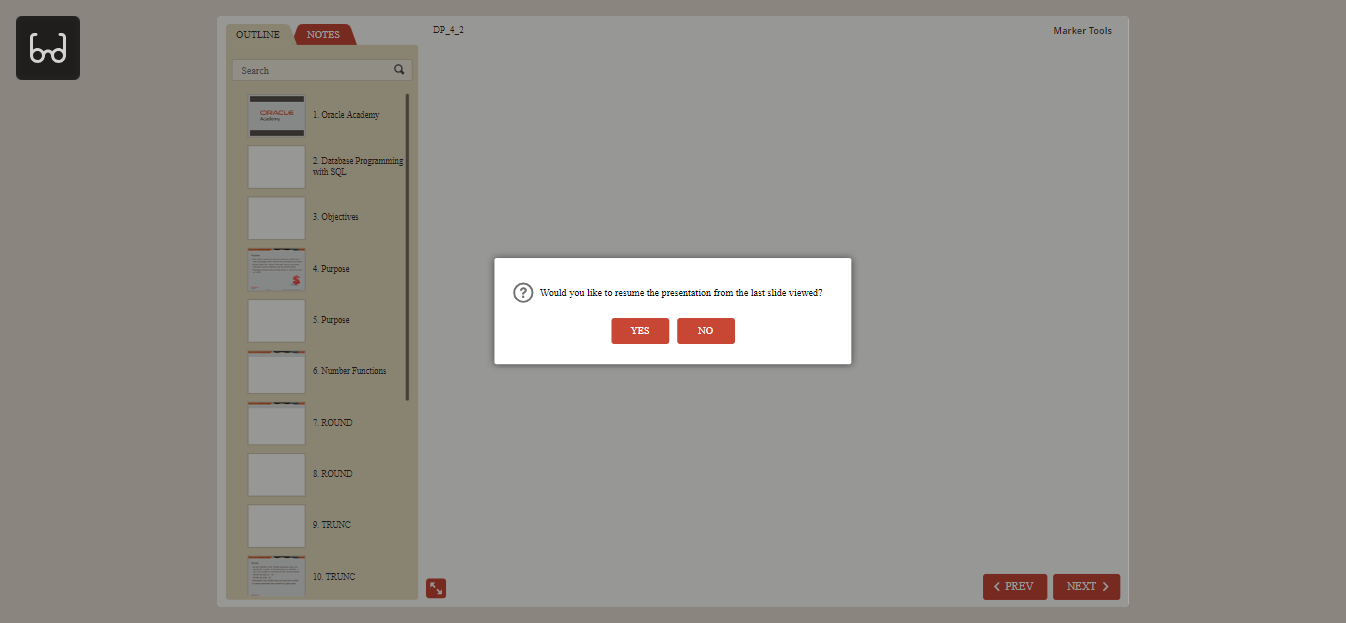 OUTLINE
NOTES
DP_4_2
Marker Tools
Search
ORACLE
Academy
1. Oracle Academy
2. Database Programming
with SQL
3. Objectives
4. Purpose
5. Purpose
6. Number Functions
7. ROUND
8. ROUND
9. TRUNC
10. TRUNC
Would you like to resume the presentation from the last slide viewed?
YES
NO
PREV
NEXT